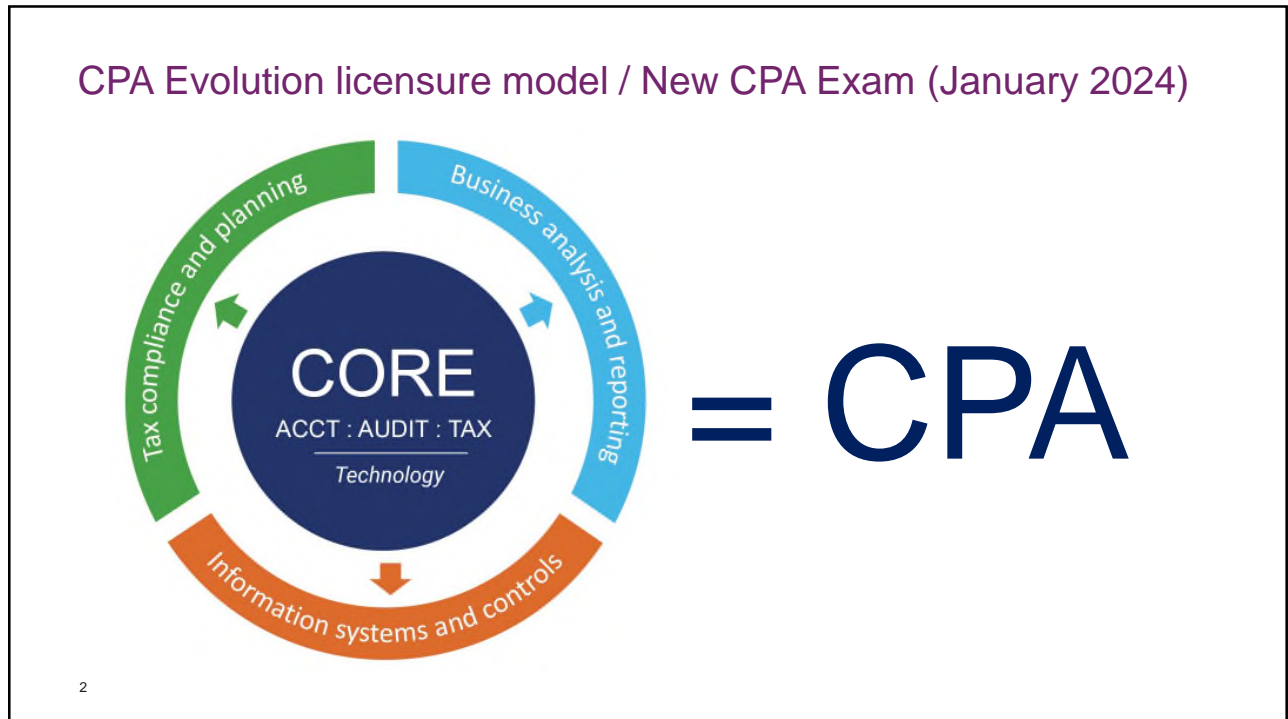 CPA Evolution licensure model / New CPA Exam (January 2024)
Tax compliance and planning
Business analysis and reporting
CORE
ACCT : AUDIT : TAX
Technology
Information systems and controls
= CPA
2